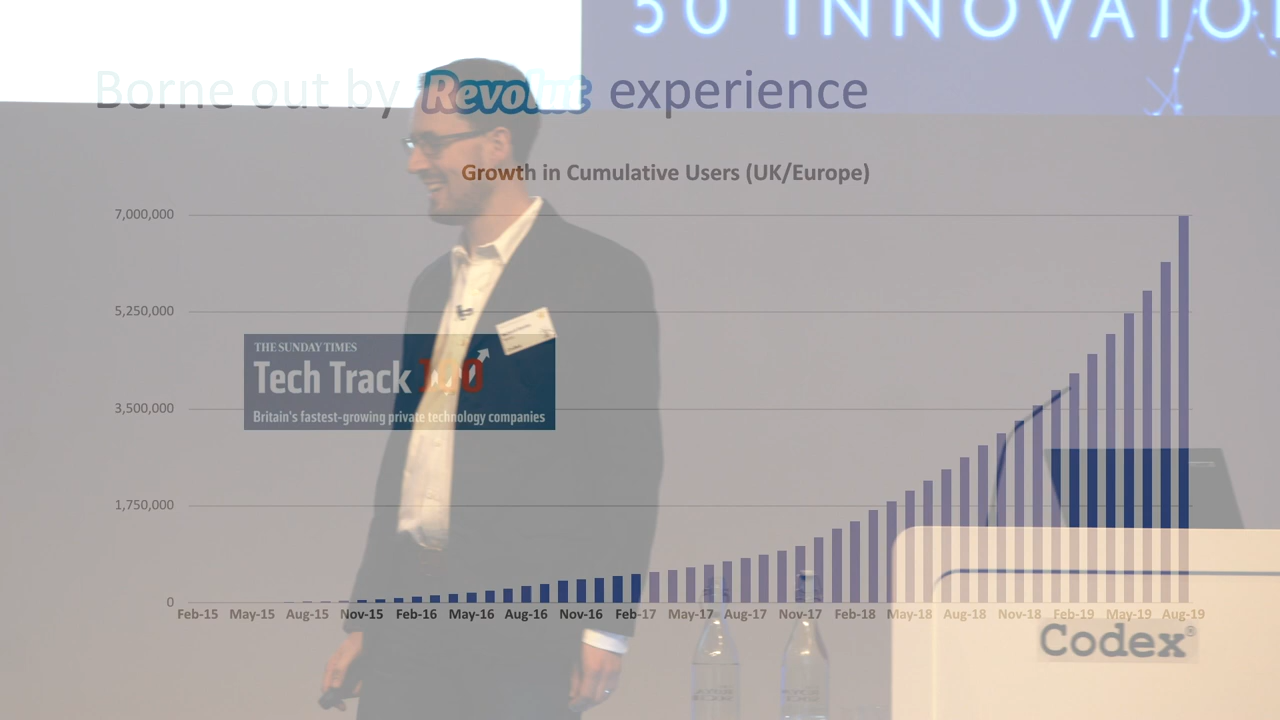 50 INNOVATO
Borne out by Revolut experience
Growth in Cumulative Users (UK/Europe)
7,000,000
5,250,000
THE SUNDAY TIMES
Tech Track 100
Britain's fastest-growing private technology companies
3,500,000
1,750,000
0
Feb-15 May-15 Aug-15 Nov-15 Feb-16 May-16 Aug-16 Nov-16 Feb-17 May-17 Aug-17 Nov-17 Feb-18 May-18 Aug-18 Nov-18 Feb-19 May-19 Aug-19
Codex®